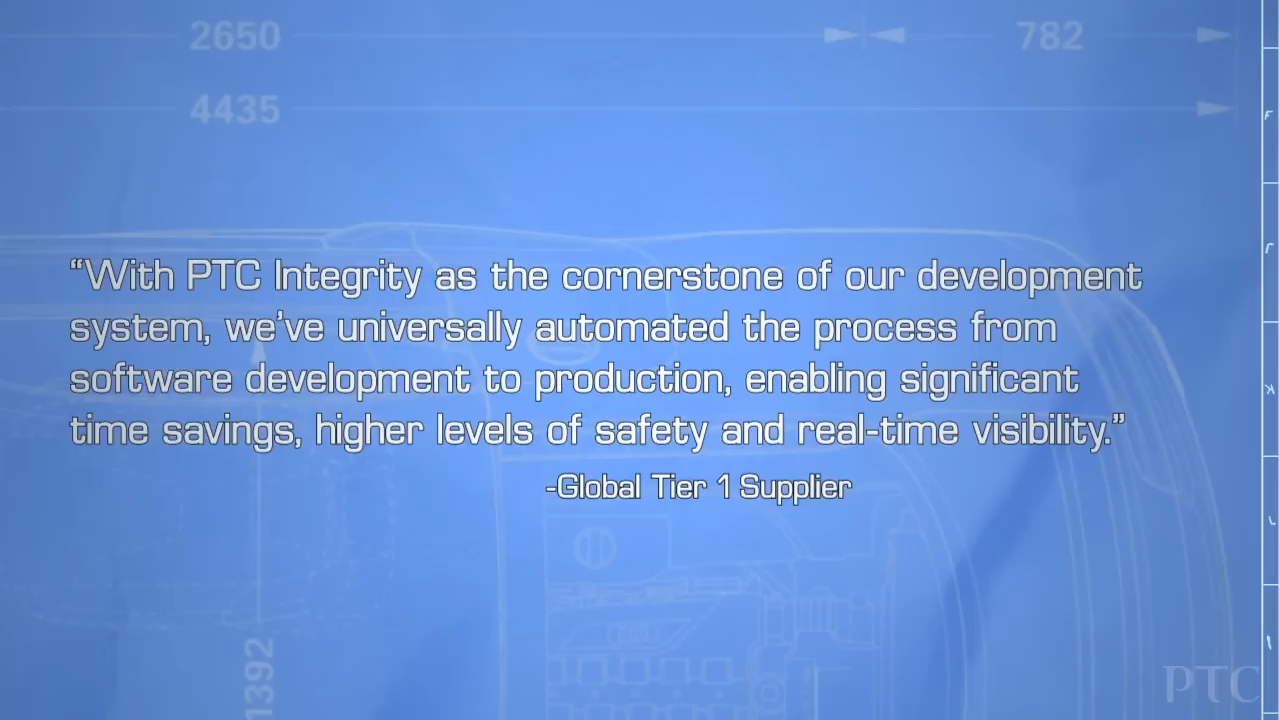 2650
782
4435
“With PTC Integrity as the cornerstone of our development
system, we’ve universally automated the process from
software development to production, enabling significant
time savings, higher levels of safety and real-time visibility.”
-Global Tier 1 Supplier
1392
PTC